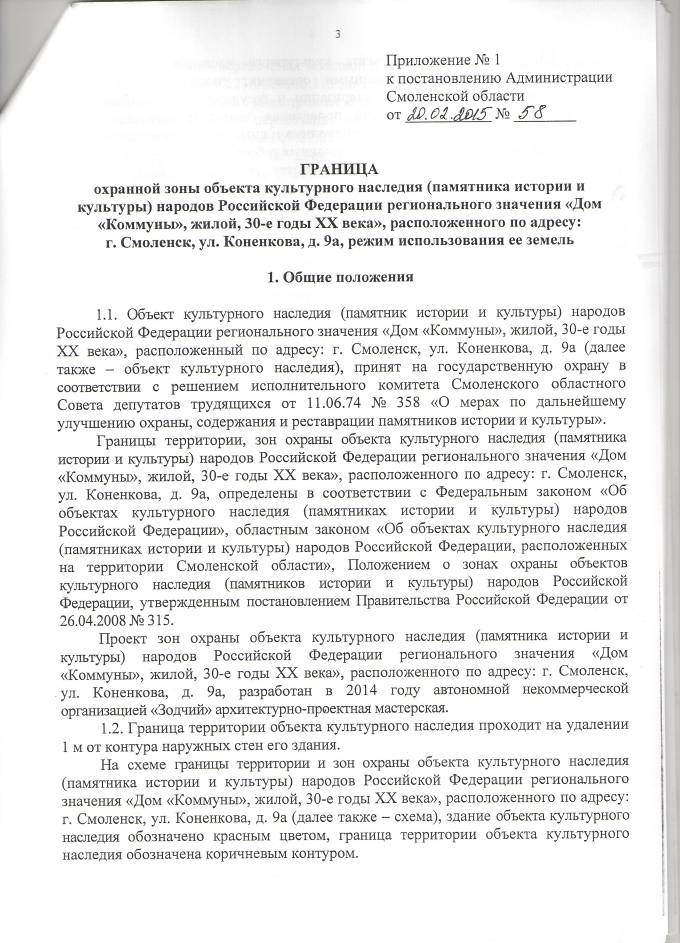 3
Приложение № 1
к постановлению Администрации
Смоленской области
от 20.02.2015 № 58
ГРАНИЦА
охранной зоны объекта культурного наследия (памятника истории и
культуры) народов Российской Федерации регионального значения «Дом
«Коммуны», жилой, 30-е годы XX века», расположенного по адресу:
г. Смоленск, ул. Коненкова, д. 9а, режим использования ее земель
1. Общие положения
1.1. Объект культурного наследия (памятник истории и культуры) народов
Российской Федерации регионального значения «Дом «Коммуны», жилой, 30-е годы
XX века», расположенный по адресу: г. Смоленск, ул. Коненкова, д. 9а (далее
также – объект культурного наследия), принят на государственную охрану в
соответствии с решением исполнительного комитета Смоленского областного
Совета депутатов трудящихся от 11.06.74 № 358 «О мерах по дальнейшему
улучшению охраны, содержания и реставрации памятников истории и культуры».
Границы территории, зон охраны объекта культурного наследия (памятника
истории и культуры) народов Российской Федерации регионального значения «Дом
«Коммуны», жилой, 30-е годы XX века», расположенного по адресу: г. Смоленск,
ул. Коненкова, д. 9а, определены в соответствии с Федеральным законом «Об
объектах культурного наследия (памятниках истории и культуры) народов
Российской Федерации», областным законом «Об объектах культурного наследия
(памятниках истории и культуры) народов Российской Федерации, расположенных
на территории Смоленской области», Положением о зонах охраны объектов
культурного наследия (памятников истории и культуры) народов Российской
Федерации, утвержденным постановлением Правительства Российской Федерации от
26.04.2008 № 315.
Проект зон охраны объекта культурного наследия (памятника истории и
культуры) народов Российской Федерации регионального значения «Дом
«Коммуны», жилой, 30-е годы XX века», расположенного по адресу: г. Смоленск,
ул. Коненкова, д. 9а, разработан в 2014 году автономной некоммерческой
организацией «Зодчий» архитектурно-проектная мастерская.
1.2. Граница территории объекта культурного наследия проходит на удалении
1 м от контура наружных стен его здания.
На схеме границы территории и зон охраны объекта культурного наследия
(памятника истории и культуры) народов Российской Федерации регионального
значения «Дом «Коммуны», жилой, 30-е годы XX века», расположенного по адресу:
г. Смоленск, ул. Коненкова, д. 9а (далее также – схема), здание объекта культурного
наследия обозначено красным цветом, граница территории объекта культурного
наследия обозначена коричневым контуром.